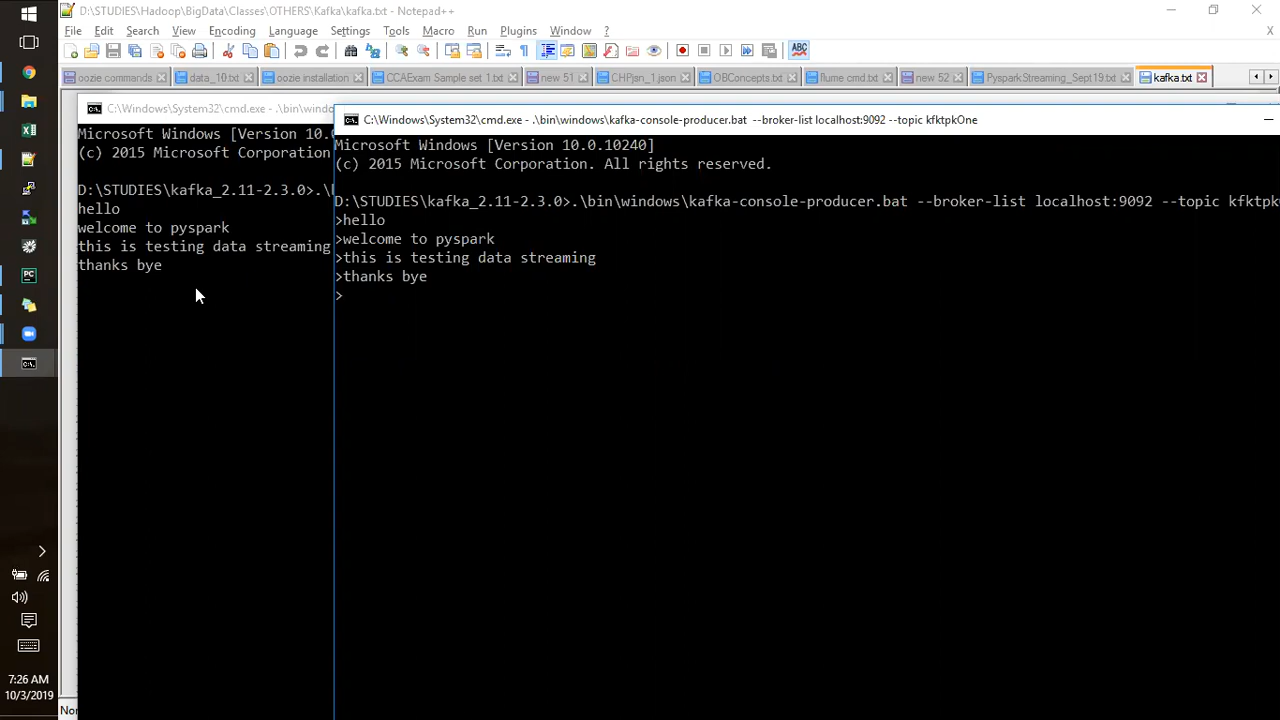 D:\STUDIES\Hadoop\BigData\Classes\OTHERS\Kafka\kafka.txt - Notepad++
File Edit Search View Encoding Language Settings Tools Macro Run Plugins Window ?
X
oozie commands data_10.txt oozie installation CCAExam Sample set 1.txt new 51 CHPjan_1.json OBConcepts.txt flume cmd.txt new 52 PysparkStreaming_Sept19.txt kafka.txt
C:\Windows\System32\cmd.exe - .\bin\windo
Microsoft Windows [Version 10.0
(c) 2015 Microsoft Corporation
D:\STUDIES\kafka_2.11-2.3.0>.\
hello
welcome to pyspark
this is testing data streaming
thanks bye
C:\Windows\System32\cmd.exe - .\bin\windows\kafka-console-producer.bat --broker-list localhost:9092 --topic kfktpkOne
Microsoft Windows [Version 10.0.10240]
(c) 2015 Microsoft Corporation. All rights reserved.
D:\STUDIES\kafka_2.11-2.3.0>.\bin\windows\kafka-console-producer.bat --broker-list localhost:9092 --topic kfktpk
>hello
>welcome to pyspark
>this is testing data streaming
>thanks bye
>
7:26 AM
10/3/2019